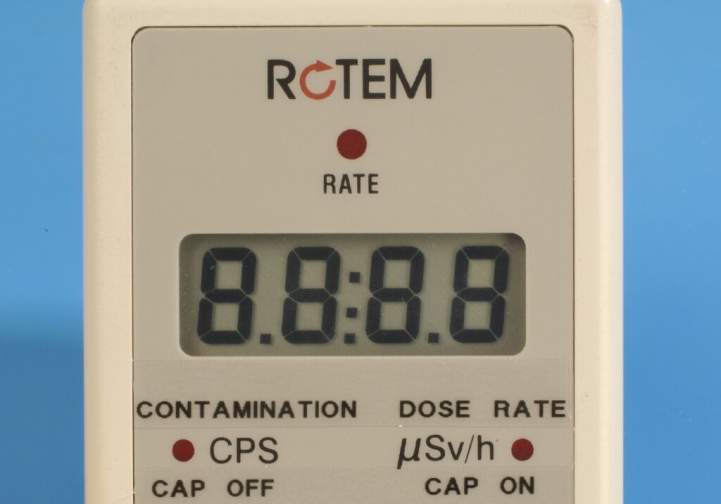 ROTEM
RATE
8.8:8.8
CONTAMINATION DOSE RATE
CPS µSv/h
CAP OFF CAP ON